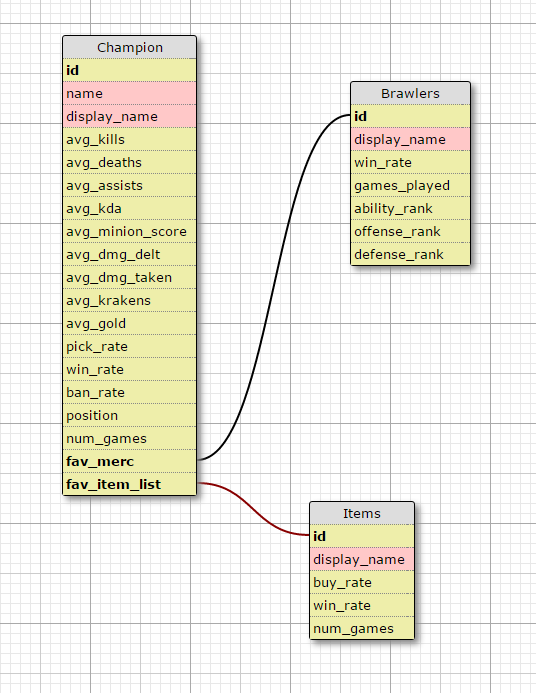 Champion
id
name
display_name
avg_kills
avg_deaths
avg_assists
avg_kda
avg_minion_score
avg_dmg_delt
avg_dmg_taken
avg_krakens
avg_gold
pick_rate
win_rate
ban_rate
position
num_games
fav_merc
fav_item_list
Brawlers
id
display_name
win_rate
games_played
ability_rank
offense_rank
defense_rank
Items
id
display_name
buy_rate
win_rate
num_games